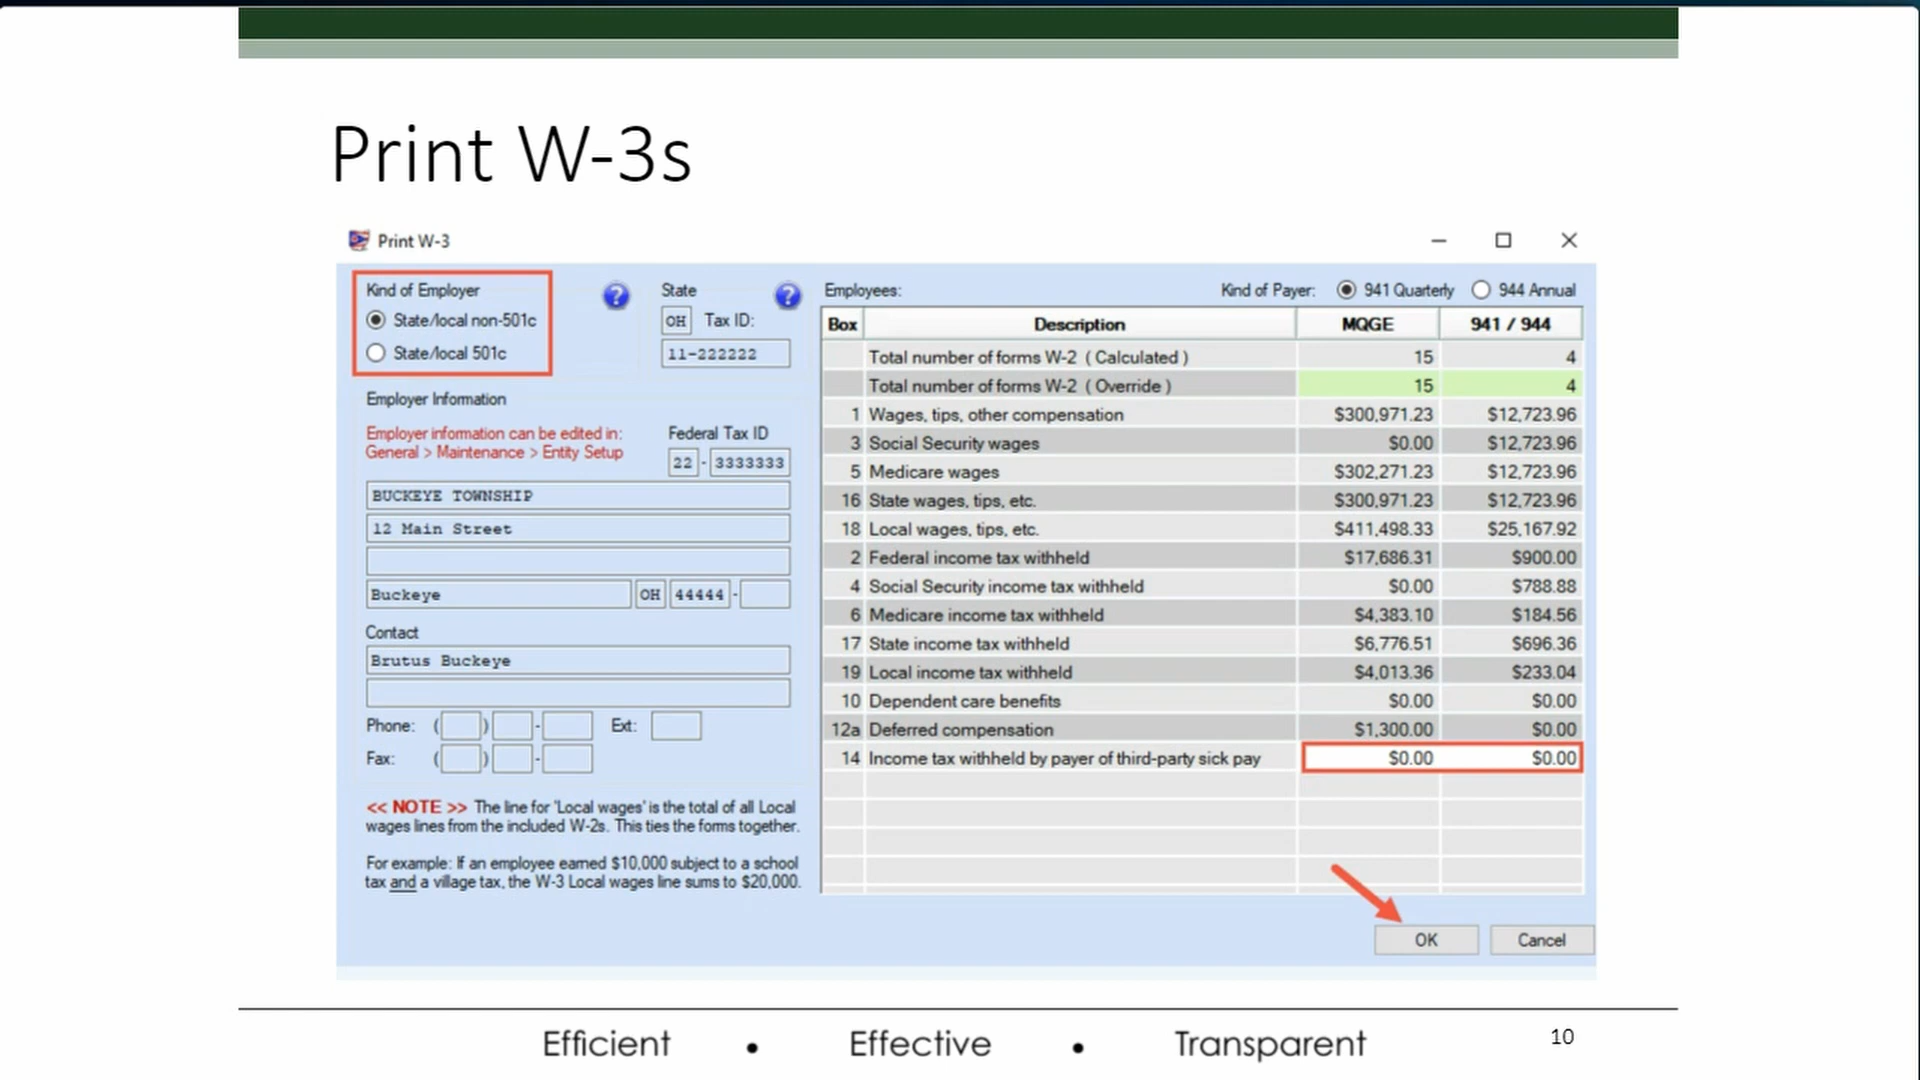 Print W-3s
Print W-3
Kind of Employer
State/local non-501c
State/local 501c
?
State
?
OH Tax ID:
11-222222
Employer Information
Employer information can be edited in:
General > Maintenance > Entity Setup
Federal Tax ID
22 - 3333333
BUCKEYE TOWNSHIP
12 Main Street
Buckeye OH 44444 -
Contact
Brutus Buckeye
Phone: ( ) - Ext:
Fax: ( ) -
<< NOTE >> The line for 'Local wages' is the total of all Local
wages lines from the included W-2s. This ties the forms together.
For example: If an employee earned $10,000 subject to a school
tax and a village tax, the W-3 Local wages line sums to $20,000.
Employees: Kind of Payer: 941 Quarterly 944 Annual
Box Description MQGE 941 / 944
Total number of forms W-2 ( Calculated ) 15 4
Total number of forms W-2 ( Override ) 15 4
1 Wages, tips, other compensation $300,971.23 $12,723.96
3 Social Security wages $0.00 $12,723.96
5 Medicare wages $302,271.23 $12,723.96
16 State wages, tips, etc. $300,971.23 $12,723.96
18 Local wages, tips, etc. $411,498.33 $25,167.92
2 Federal income tax withheld $17,686.31 $900.00
4 Social Security income tax withheld $0.00 $788.88
6 Medicare income tax withheld $4,383.10 $184.56
17 State income tax withheld $6,776.51 $696.36
19 Local income tax withheld $4,013.36 $233.04
10 Dependent care benefits $0.00 $0.00
12a Deferred compensation $1,300.00 $0.00
14 Income tax withheld by payer of third-party sick pay $0.00 $0.00
OK Cancel
Efficient • Effective • Transparent 10